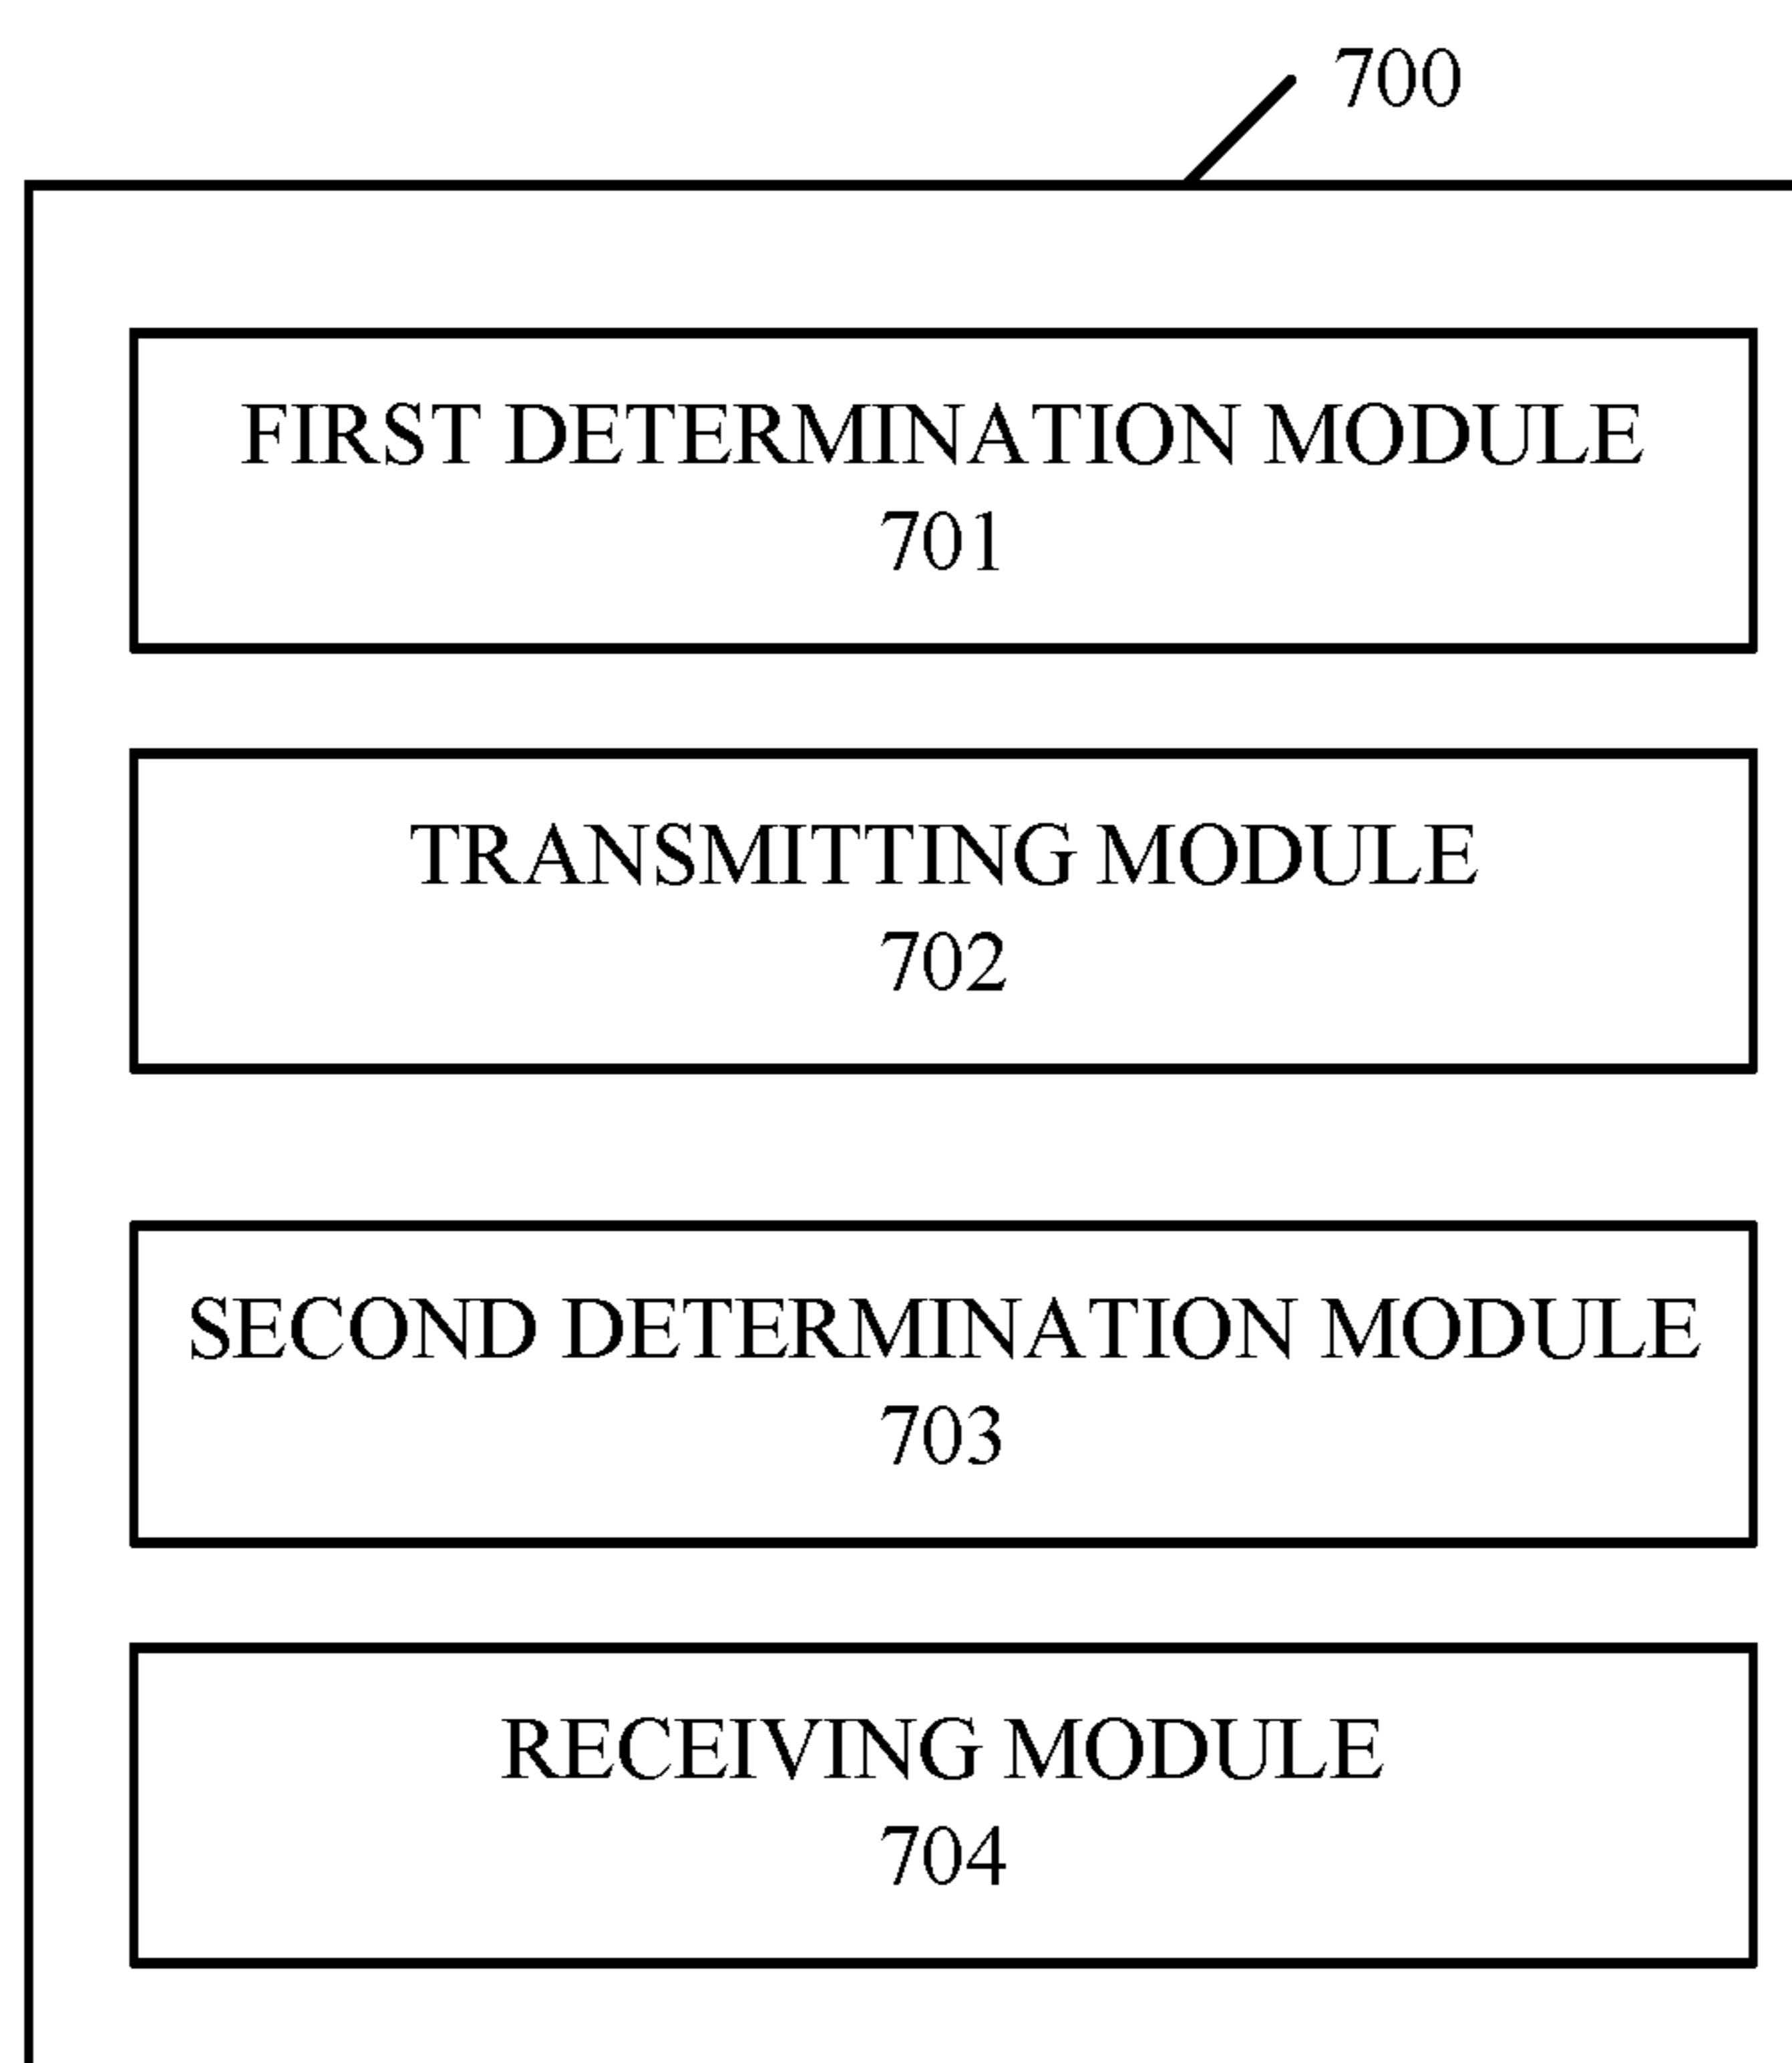 700
FIRST DETERMINATION MODULE
701
TRANSMITTING MODULE
702
SECOND DETERMINATION MODULE
703
RECEIVING MODULE
704